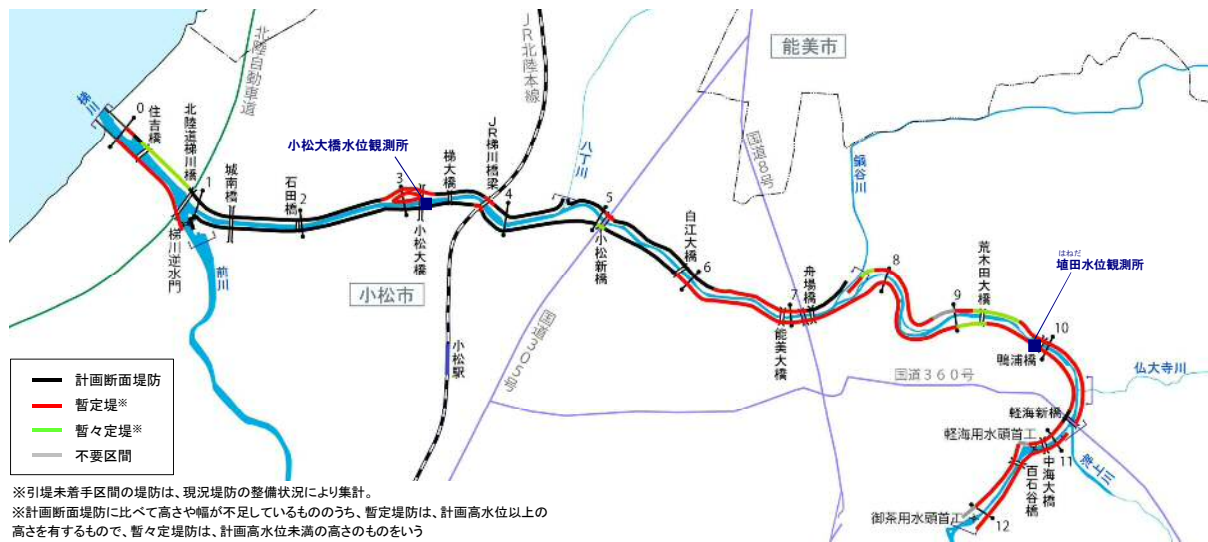 能美市
北陸自動車道
JR北陸本線
梯川
0
住吉橋
北陸道梯川橋
1
城南橋
石田橋
2
小松大橋水位観測所
3
小松大橋
梯大橋
JR梯川橋梁
4
八丁川
5
小松新橋
国道8号
白江大橋
6
7
能美大橋
舟場橋
鍋谷川
8
9
荒木田大橋
はねだ
埴田水位観測所
10
鴨浦橋
仏大寺川
国道360号
軽海新橋
軽海用水頭首工
11
中海大橋
百石谷橋
滓上川
御茶用水頭首工
12
梯川逆水門
前川
小松市
小松駅
国道305号
計画断面堤防
暫定堤※
暫々定堤※
不要区間
※引堤未着手区間の堤防は、現況堤防の整備状況により集計。
※計画断面堤防に比べて高さや幅が不足しているもののうち、暫定堤防は、計画高水位以上の
高さを有するもので、暫々定堤防は、計画高水位未満の高さのものをいう